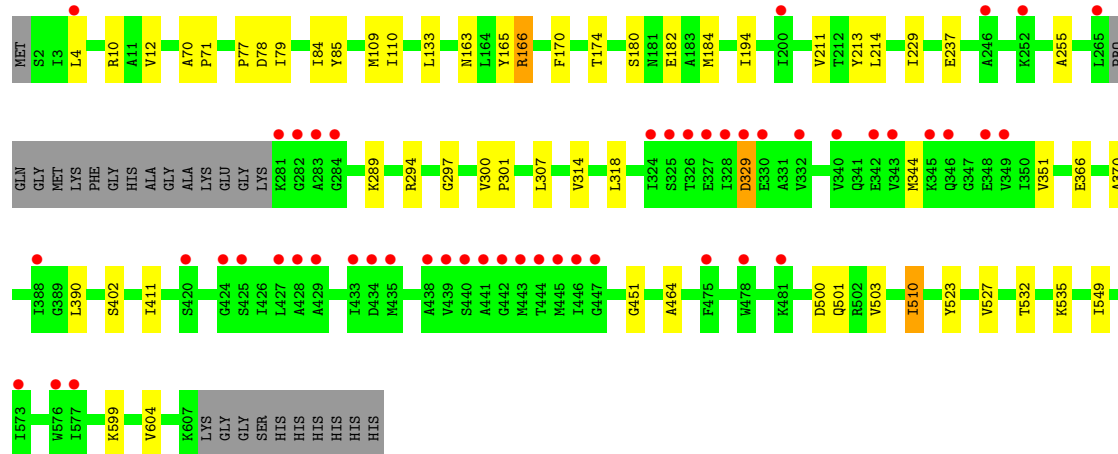 MET S2 I3 L4 R10 A11 V12 A70 P71 P77 D78 I79 I84 Y85 M109 I110 L133 N163 L164 Y165 R166 F170 T174 S180 N181 E182 A183 M184 I194 I200 V211 T212 Y213 L214 I229 E237 A246 K252 A255 L265 PRO
GLN GLY MET LYS PHE GLY HIS ALA GLY ALA LYS GLU GLY LYS K281 G282 A283 G284 K289 R294 G297 V300 P301 L307 V314 L318 I324 S325 T326 E327 I328 D329 E330 A331 V332 V340 Q341 E342 V343 M344 K345 Q346 G347 E348 V349 I350 V351 E366 A370
I388 G389 L390 S402 I411 S420 G424 S425 I426 L427 A428 A429 I433 D434 M435 A438 V439 S440 A441 G442 M443 T444 M445 I446 G447 G451 A464 F475 W478 K481 D500 Q501 R502 V503 I510 Y523 V527 T532 K535 I549
I573 W576 I577 K599 V604 K607 LYS GLY GLY SER HIS HIS HIS HIS HIS HIS